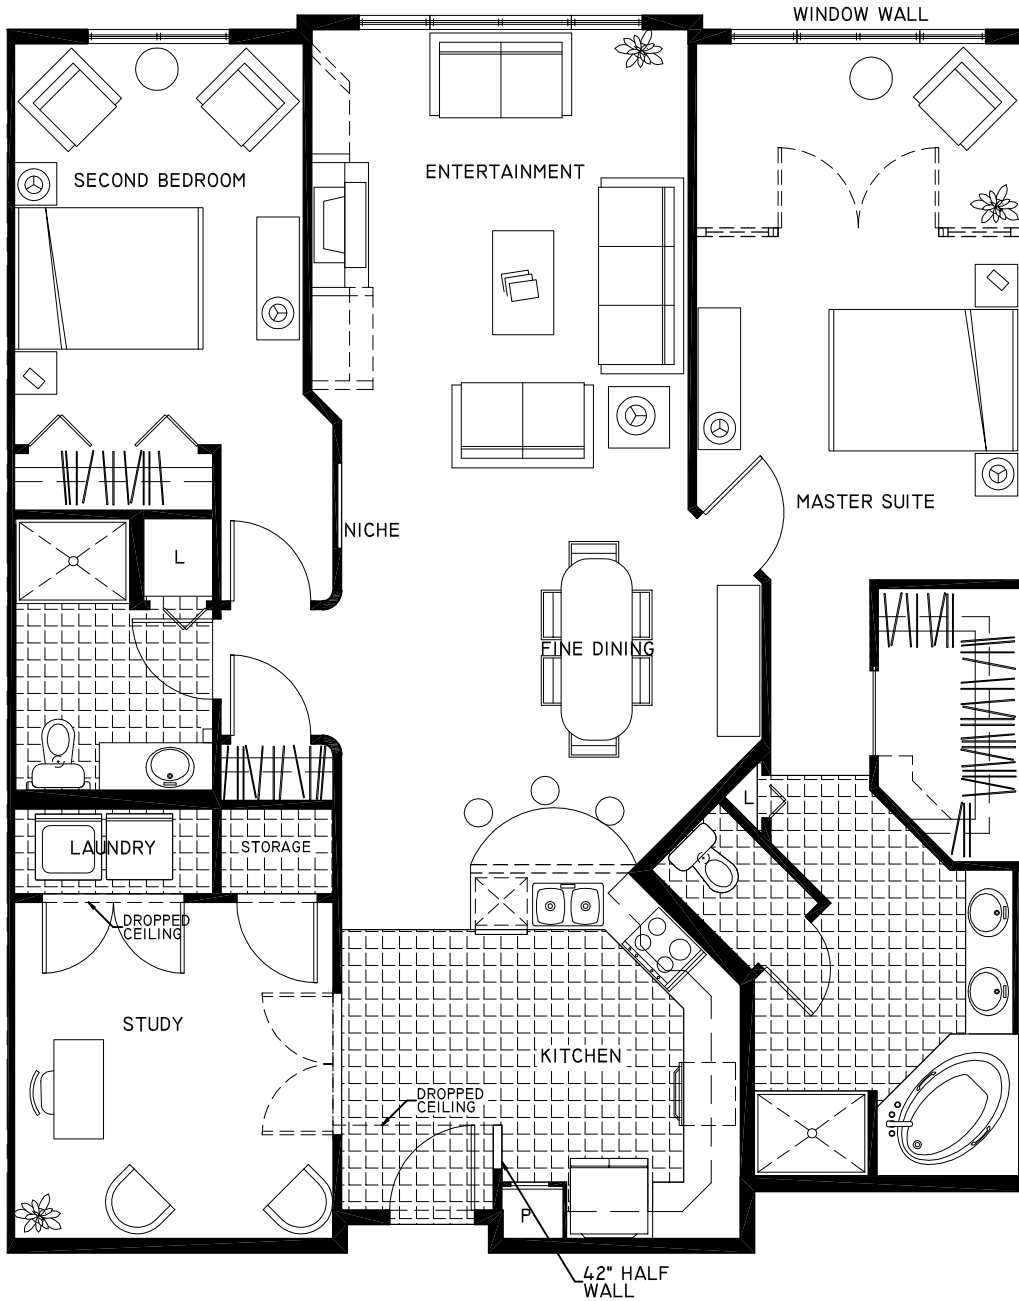 WINDOW WALL
ENTERTAINMENT
SECOND BEDROOM
MASTER SUITE
NICHE
L
FINE DINING
L
LAUNDRY
STORAGE
DROPPED
CEILING
STUDY
KITCHEN
DROPPED
CEILING
P
42" HALF
WALL